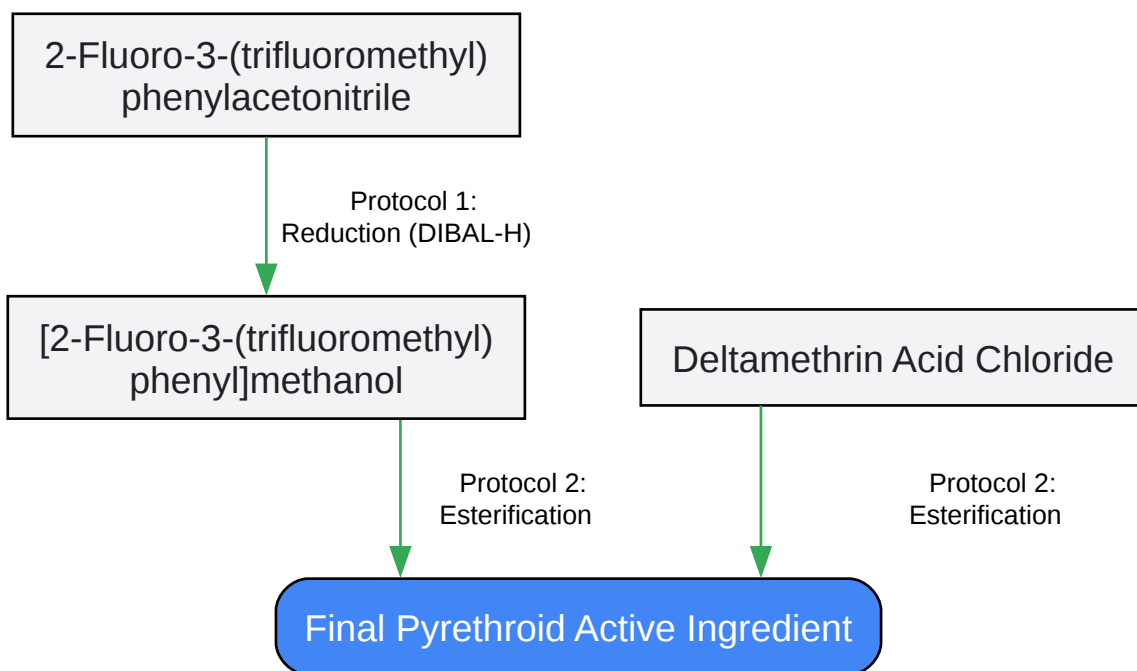 2-Fluoro-3-(trifluoromethyl)
phenylacetonitrile
Protocol 1:
Reduction (DIBAL-H)
[2-Fluoro-3-(trifluoromethyl)
phenyl]methanol
Deltamethrin Acid Chloride
Protocol 2:
Esterification
Protocol 2:
Esterification
Final Pyrethroid Active Ingredient